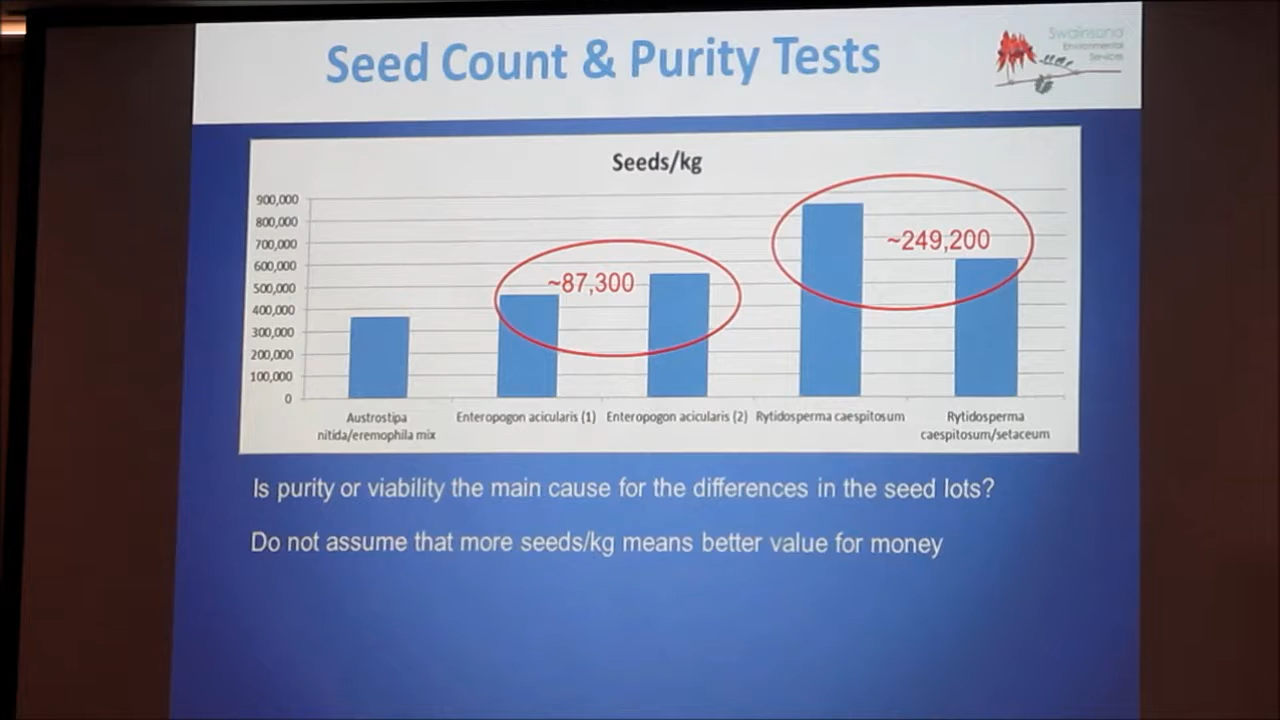 Seed Count & Purity Tests
Swainsona
Environmental
Services
Seeds/kg
900,000
800,000
700,000
600,000
500,000
400,000
300,000
200,000
100,000
0
~87,300
~249,200
Austrostipa
nitida/eremophila mix
Enteropogon acicularis (1)
Enteropogon acicularis (2)
Rytidosperma caespitosum
Rytidosperma
caespitosum/setaceum
Is purity or viability the main cause for the differences in the seed lots?
Do not assume that more seeds/kg means better value for money